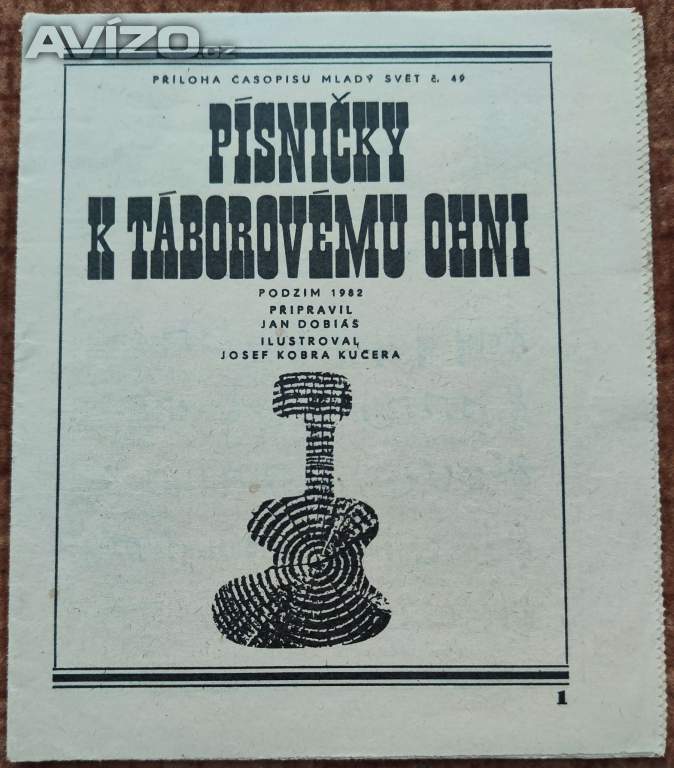 AVÍZO.cz
PŘÍLOHA ČASOPISU MLADÝ SVĚT č. 49
PÍSNIČKY
K TÁBOROVÉMU OHNI
PODZIM 1982
PŘIPRAVIL
JAN DOBIÁŠ
ILUSTROVAL
JOSEF KOBRA KUČERA
1